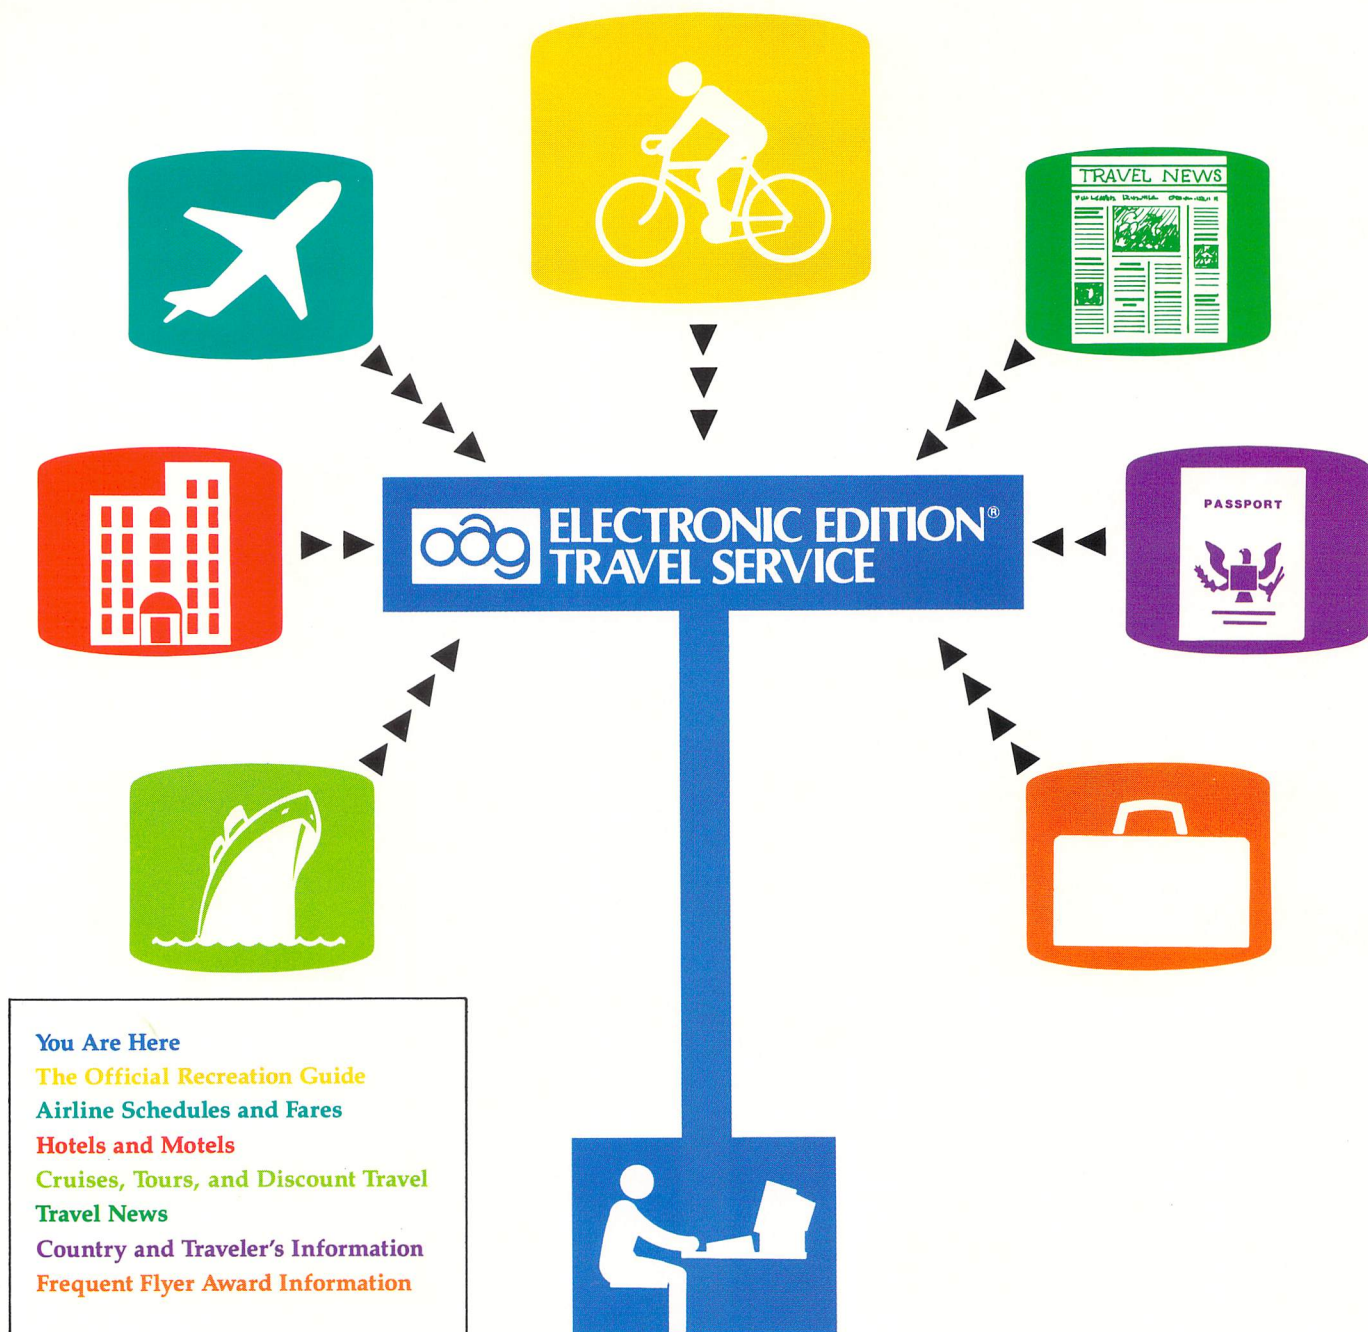 TRAVEL NEWS
PASSPORT
oag ELECTRONIC EDITION®
TRAVEL SERVICE
You Are Here
The Official Recreation Guide
Airline Schedules and Fares
Hotels and Motels
Cruises, Tours, and Discount Travel
Travel News
Country and Traveler's Information
Frequent Flyer Award Information